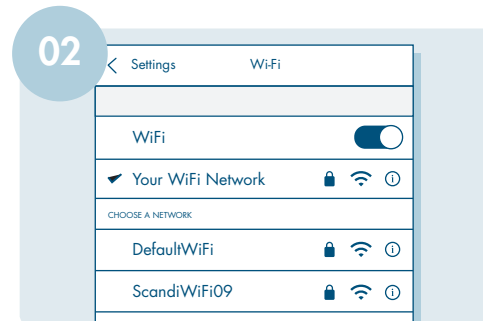 02
Settings Wi-Fi
WiFi
Your WiFi Network
CHOOSE A NETWORK
DefaultWiFi
ScandiWiFi09